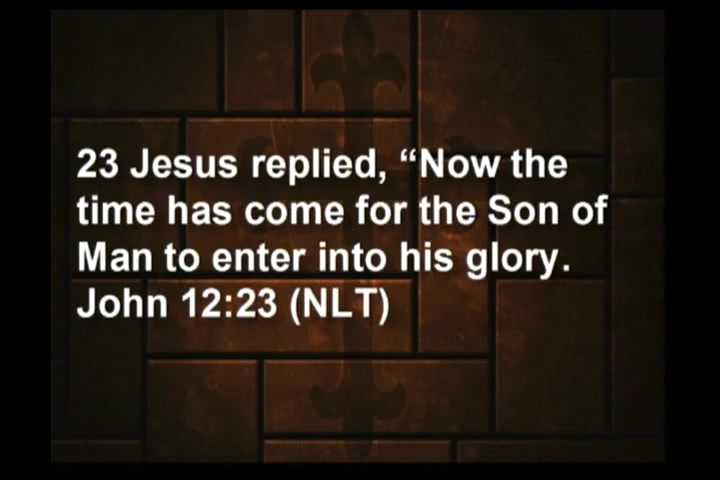 23 Jesus replied, “Now the
time has come for the Son of
Man to enter into his glory.
John 12:23 (NLT)